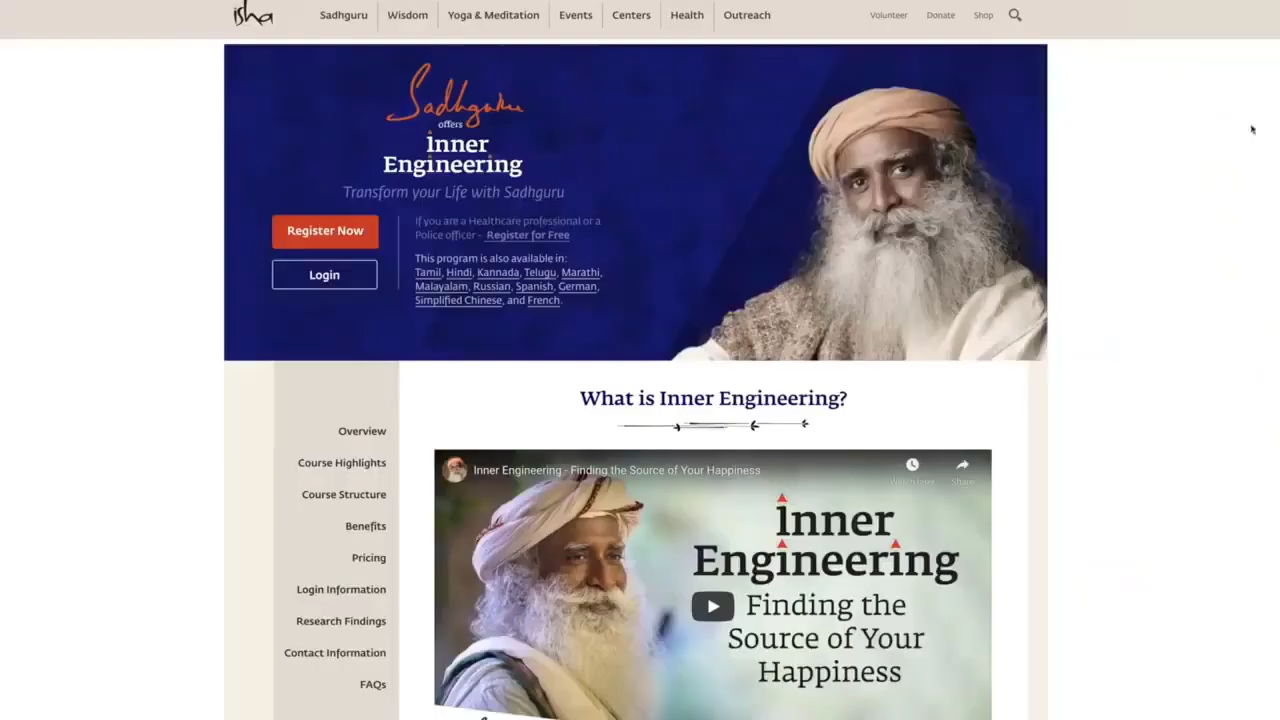 isha
Sadhguru
Wisdom
Yoga & Meditation
Events
Centers
Health
Outreach
Volunteer
Donate
Shop
Sadhguru
offers
inner
Engineering
Transform your Life with Sadhguru
Register Now
Login
If you are a Healthcare professional or a
Police officer - Register for Free
This program is also available in:
Tamil, Hindi, Kannada, Telugu, Marathi,
Malayalam, Russian, Spanish, German,
Simplified Chinese, and French.
What is Inner Engineering?
Overview
Course Highlights
Course Structure
Benefits
Pricing
Login Information
Research Findings
Contact Information
FAQs
Inner Engineering - Finding the Source of Your Happiness
Watch later
Share
inner
Engineering
Finding the
Source of Your
Happiness